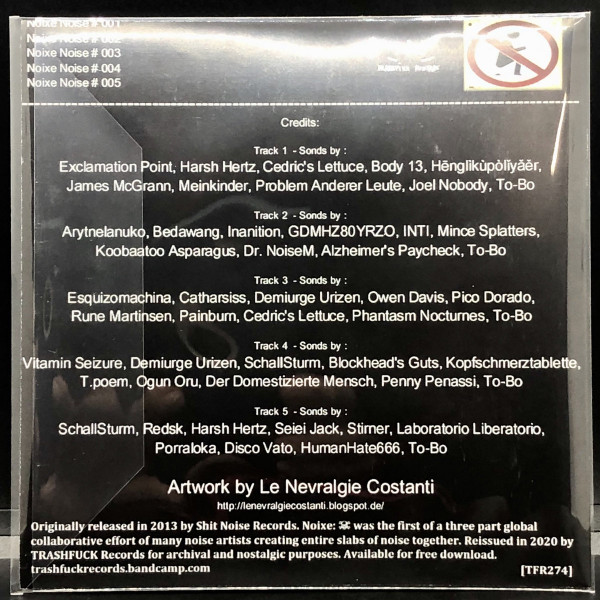 Noixe Noise # 001
Noixe Noise # 002
Noixe Noise # 003
Noixe Noise # 004
Noixe Noise # 005
Credits:
Track 1 - Sonds by :
Exclamation Point, Harsh Hertz, Cedric's Lettuce, Body 13, Hěnglìkùpòlīyǎěr,
James McGrann, Meinkinder, Problem Anderer Leute, Joel Nobody, To-Bo
Track 2 - Sonds by :
Arytnelanuko, Bedawang, Inanition, GDMHZ80YRZO, INTI, Mince Splatters,
Koobaatoo Asparagus, Dr. NoiseM, Alzheimer's Paycheck, To-Bo
Track 3 - Sonds by :
Esquizomachina, Catharsiss, Demiurge Urizen, Owen Davis, Pico Dorado,
Rune Martinsen, Painburn, Cedric's Lettuce, Phantasm Nocturnes, To-Bo
Track 4 - Sonds by :
Vitamin Seizure, Demiurge Urizen, SchallSturm, Blockhead's Guts, Kopfschmerztablette,
T.poem, Ogun Oru, Der Domestizierte Mensch, Penny Penassi, To-Bo
Track 5 - Sonds by :
SchallSturm, Redsk, Harsh Hertz, Seiei Jack, Stirner, Laboratorio Liberatorio,
Porraloka, Disco Vato, HumanHate666, To-Bo
Artwork by Le Nevralgie Costanti
http://lenevralgiecostanti.blogspot.de/
Originally released in 2013 by Shit Noise Records. Noixe: ☠ was the first of a three part global
collaborative effort of many noise artists creating entire slabs of noise together. Reissued in 2020 by
TRASHFUCK Records for archival and nostalgic purposes. Available for free download.
trashfuckrecords.bandcamp.com
[TFR274]